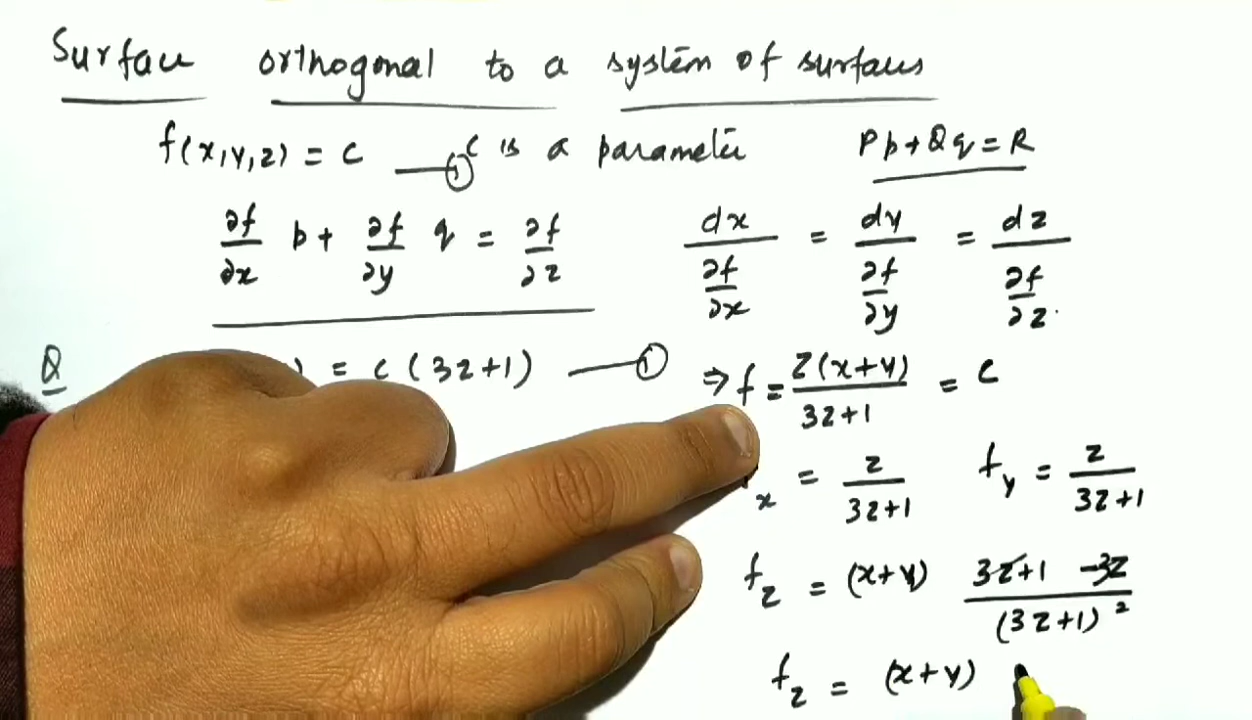 Surface orthogonal to a system of surfaces
f(x,y,z) = c —① c is a parameter Pp+Qq=R
∂f/∂x p + ∂f/∂y q = ∂f/∂z dx/(∂f/∂x) = dy/(∂f/∂y) = dz/(∂f/∂z)
Q ) = c(3z+1) —① ⇒ f = z(x+y)/(3z+1) = c
x = z/(3z+1) f_y = z/(3z+1)
f_z = (x+y) (3z+1 -3z)/(3z+1)²
f_z = (x+y)